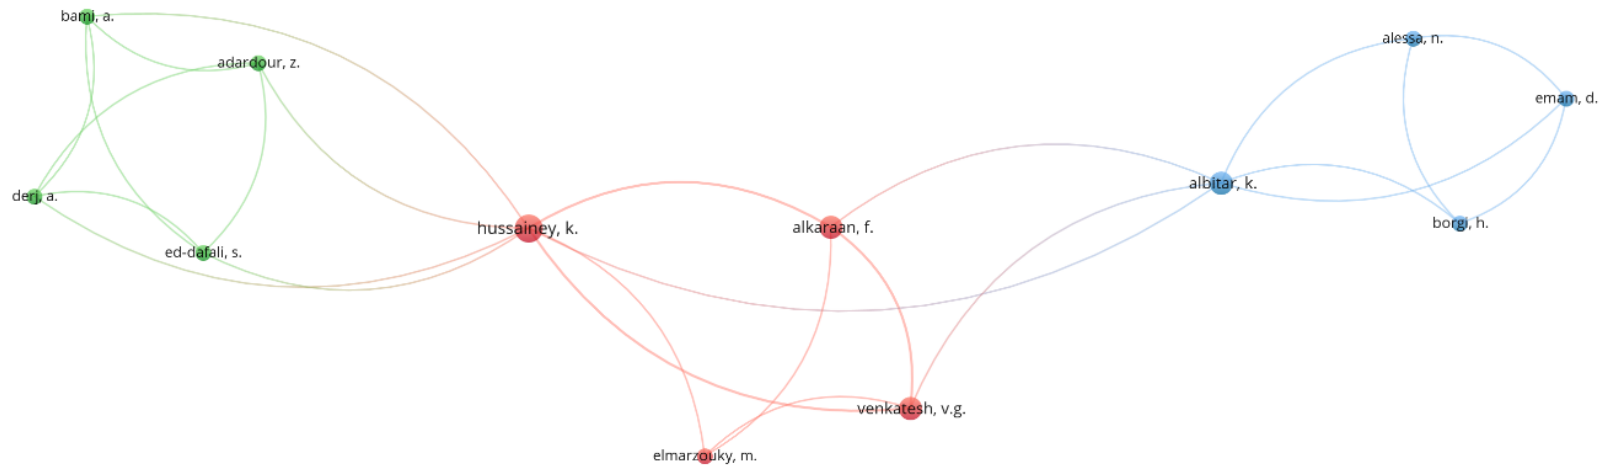 bami, a.
alessa, n.
adardour, z.
emam, d.
albitar, k.
derj, a.
hussainey, k.
alkaraan, f.
borgi, h.
ed-dafali, s.
venkatesh, v.g.
elmarzouky, m.